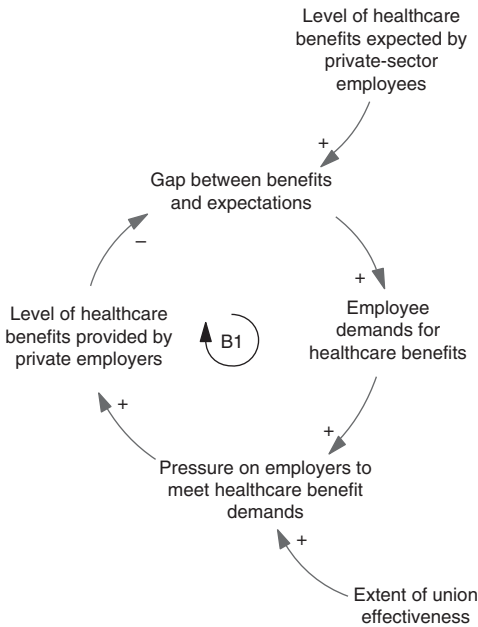 Level of healthcare
benefits expected by
private-sector
employees
+
Gap between benefits
and expectations
−
+
Level of healthcare
benefits provided by
private employers
B1
Employee
demands for
healthcare benefits
+
+
Pressure on employers to
meet healthcare benefit
demands
+
Extent of union
effectiveness